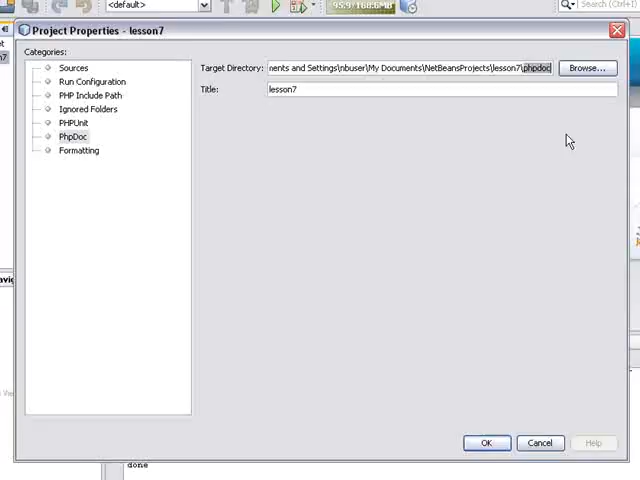 <default>
95.9/168.6MB
Search (Ctrl+I)
Project Properties - lesson7
Categories:
Sources
Run Configuration
PHP Include Path
Ignored Folders
PHPUnit
PhpDoc
Formatting
Target Directory: nents and Settings\nbuser\My Documents\NetBeansProjects\lesson7\phpdoc Browse...
Title: lesson7
OK Cancel Help
done